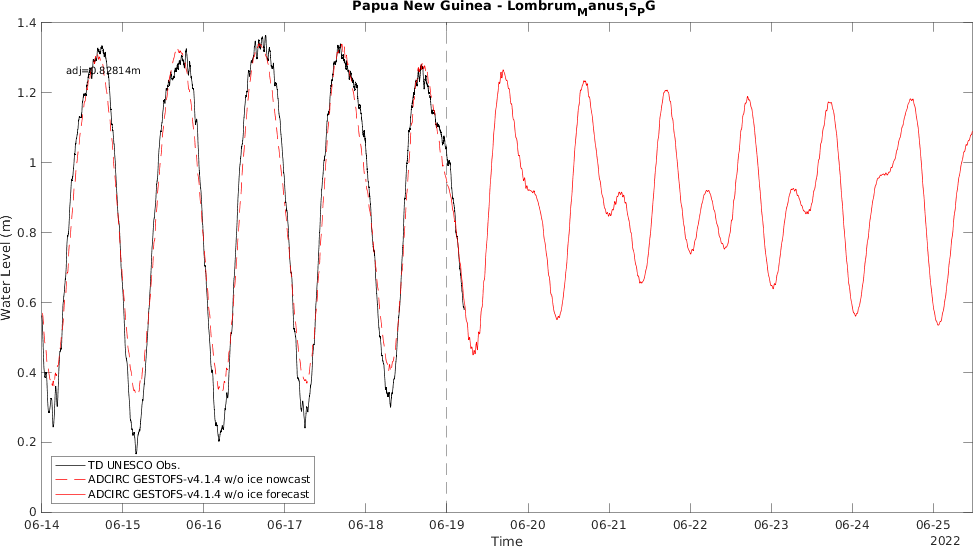 Papua New Guinea - LombrumManusIsPG
1.4
1.2
1
0.8
0.6
0.4
0.2
0
Water Level (m)
adj=0.82814m
TD UNESCO Obs.
ADCIRC GESTOFS-v4.1.4 w/o ice nowcast
ADCIRC GESTOFS-v4.1.4 w/o ice forecast
06-14 06-15 06-16 06-17 06-18 06-19 06-20 06-21 06-22 06-23 06-24 06-25
Time
2022